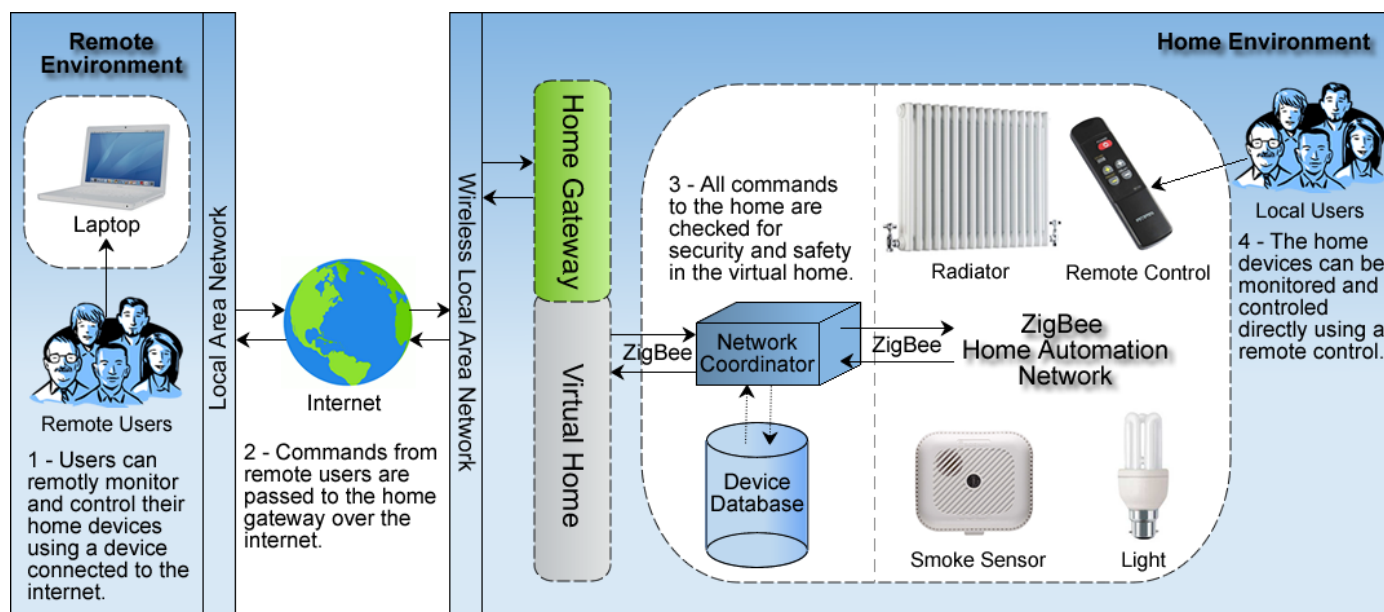 Remote
Environment
Laptop
Remote Users
1 - Users can
remotly monitor
and control their
home devices
using a device
connected to the
internet.
Local Area Network
Internet
2 - Commands from
remote users are
passed to the home
gateway over the
internet.
Wireless Local Area Network
Home Gateway
Virtual Home
3 - All commands
to the home are
checked for
security and safety
in the virtual home.
ZigBee
Network
Coordinator
ZigBee
Device
Database
Home Environment
Radiator
Remote Control
Local Users
4 - The home
devices can be
monitored and
controled
directly using a
remote control.
ZigBee
Home Automation
Network
Smoke Sensor
Light